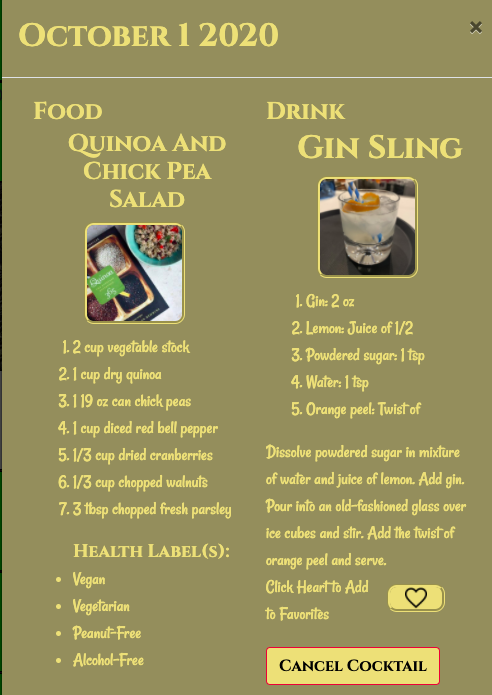 October 1 2020
×
Food
Quinoa And
Chick Pea
Salad
1. 2 cup vegetable stock
2. 1 cup dry quinoa
3. 1 19 oz can chick peas
4. 1 cup diced red bell pepper
5. 1/3 cup dried cranberries
6. 1/3 cup chopped walnuts
7. 3 tbsp chopped fresh parsley
Health Label(s):
• Vegan
• Vegetarian
• Peanut-Free
• Alcohol-Free
Drink
Gin Sling
1. Gin: 2 oz
2. Lemon: Juice of 1/2
3. Powdered sugar: 1 tsp
4. Water: 1 tsp
5. Orange peel: Twist of
Dissolve powdered sugar in mixture
of water and juice of lemon. Add gin.
Pour into an old-fashioned glass over
ice cubes and stir. Add the twist of
orange peel and serve.
Click Heart to Add
to Favorites
Cancel Cocktail